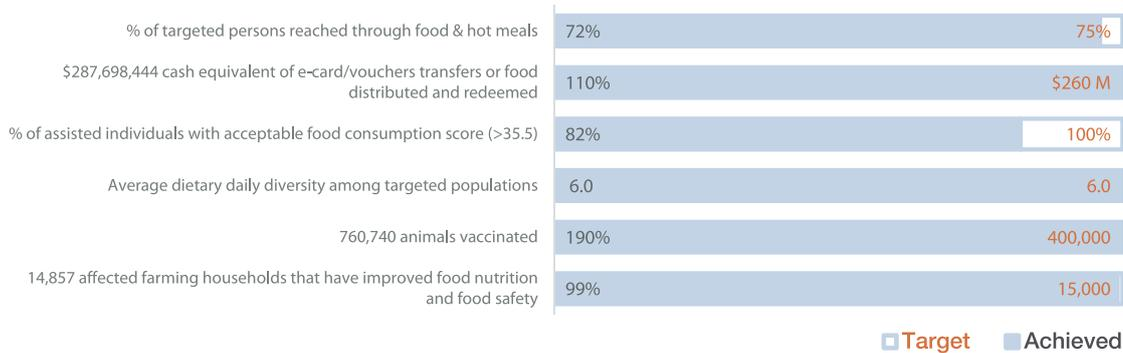 % of targeted persons reached through food & hot meals 72% 75%
$287,698,444 cash equivalent of e-card/vouchers transfers or food
distributed and redeemed 110% $260 M
% of assisted individuals with acceptable food consumption score (>35.5) 82% 100%
Average dietary daily diversity among targeted populations 6.0 6.0
760,740 animals vaccinated 190% 400,000
14,857 affected farming households that have improved food nutrition
and food safety 99% 15,000
Target Achieved